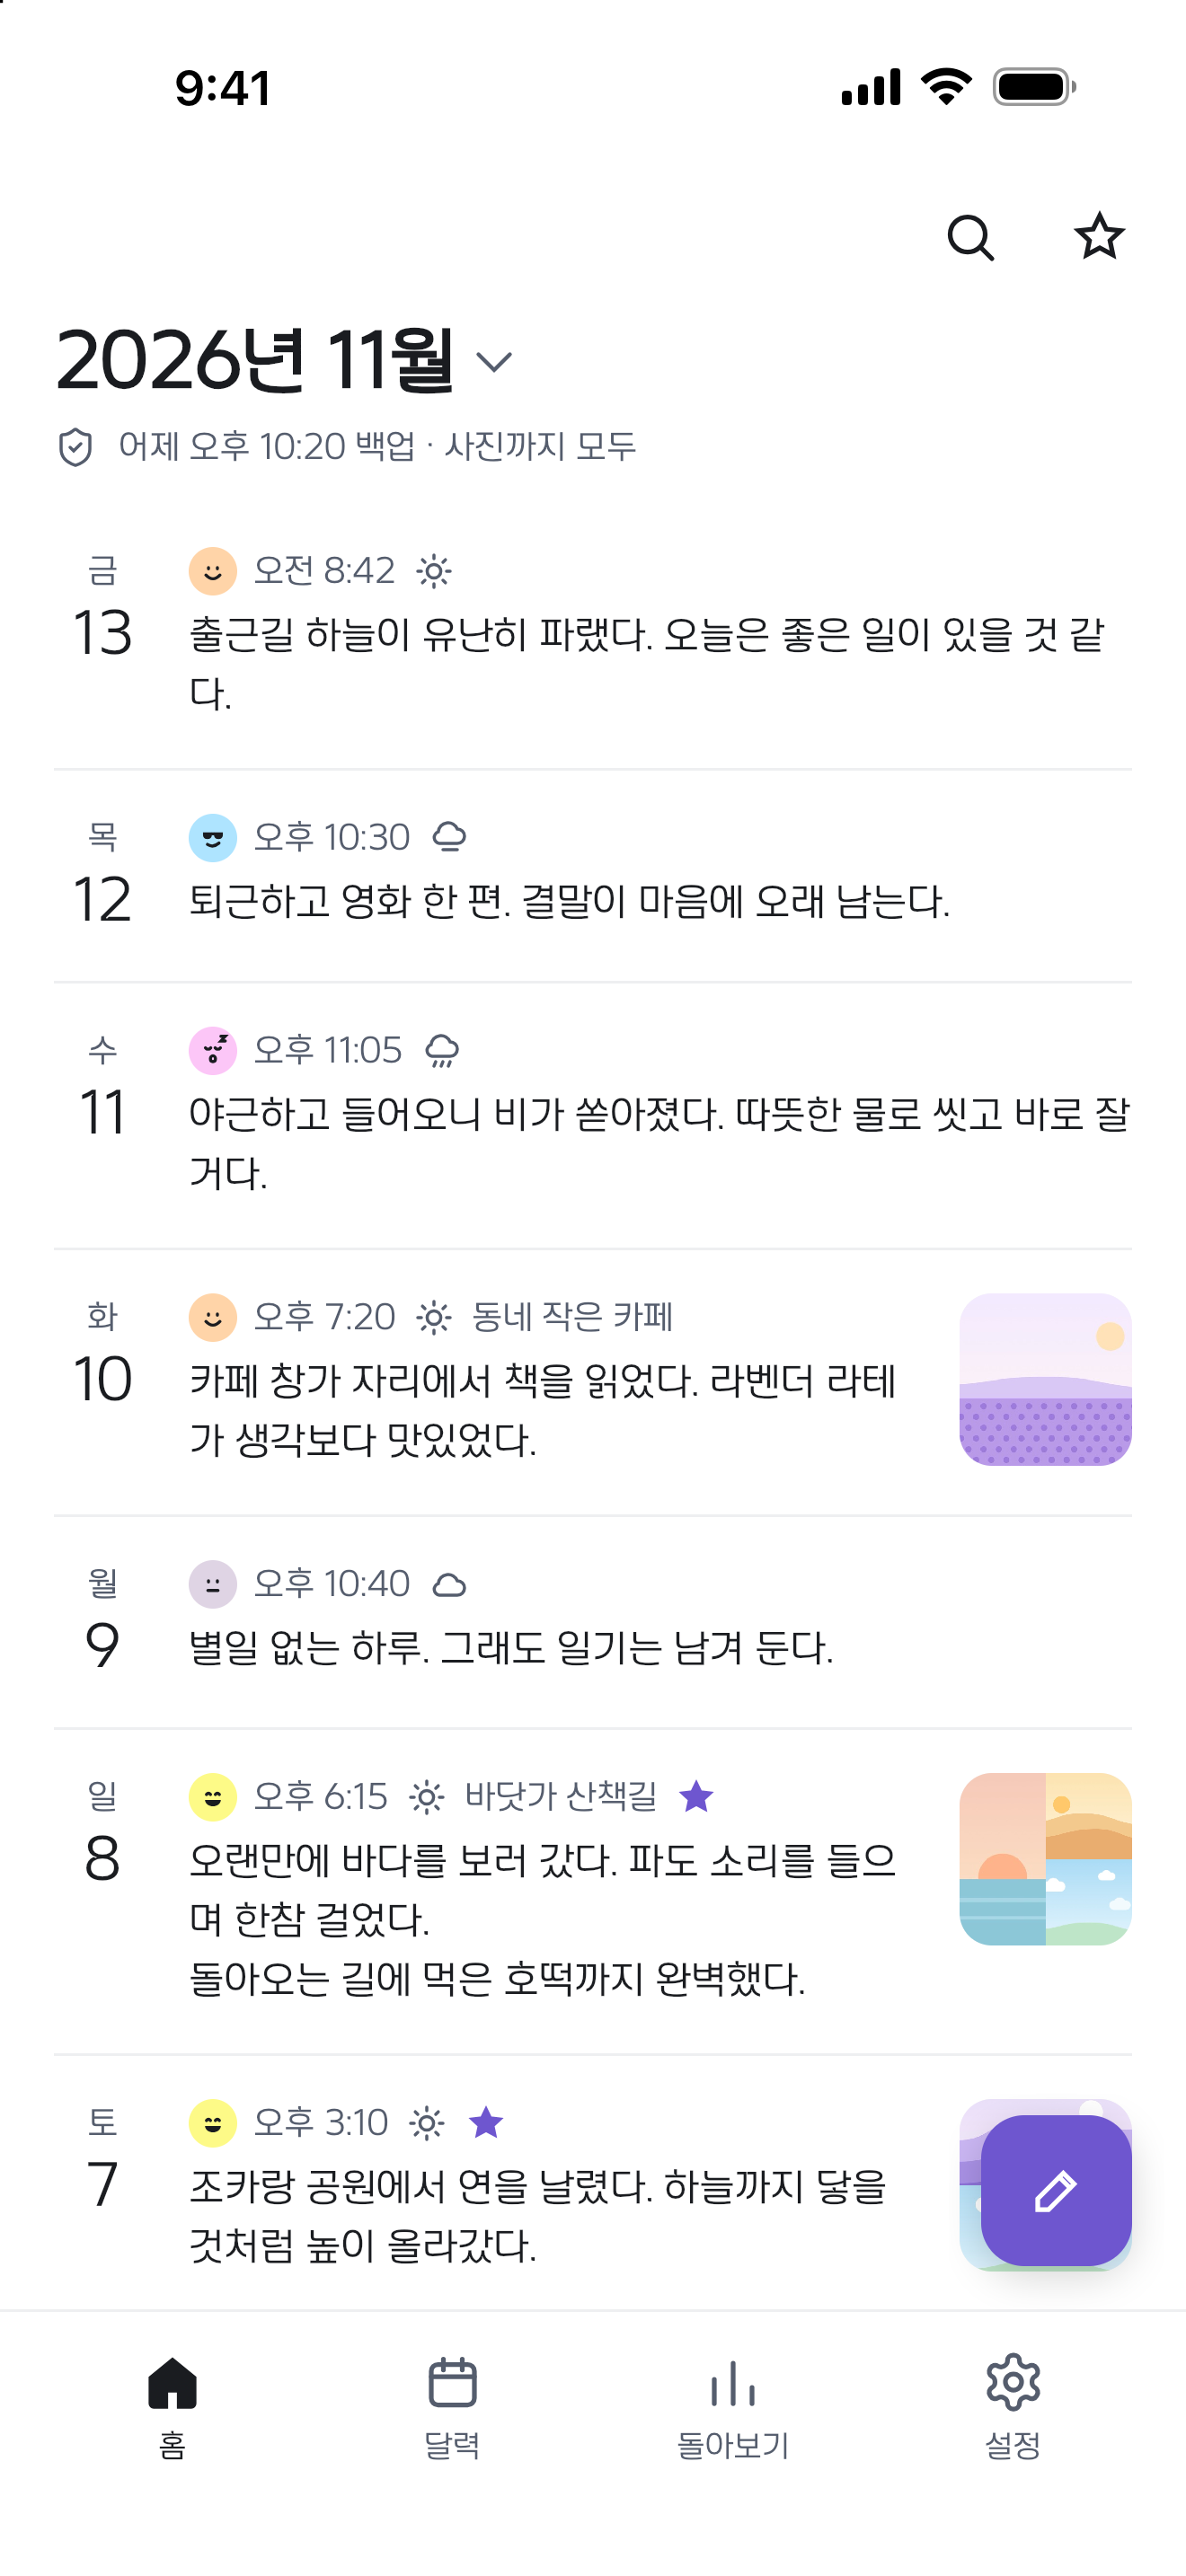 9:41
2026년 11월
어제 오후 10:20 백업 · 사진까지 모두
금
13
오전 8:42
출근길 하늘이 유난히 파랬다. 오늘은 좋은 일이 있을 것 같
다.
목
12
오후 10:30
퇴근하고 영화 한 편. 결말이 마음에 오래 남는다.
수
11
오후 11:05
야근하고 들어오니 비가 쏟아졌다. 따뜻한 물로 씻고 바로 잘
거다.
화
10
오후 7:20 동네 작은 카페
카페 창가 자리에서 책을 읽었다. 라벤더 라테
가 생각보다 맛있었다.
월
9
오후 10:40
별일 없는 하루. 그래도 일기는 남겨 둔다.
일
8
오후 6:15 바닷가 산책길
오랜만에 바다를 보러 갔다. 파도 소리를 들으
며 한참 걸었다.
돌아오는 길에 먹은 호떡까지 완벽했다.
토
7
오후 3:10
조카랑 공원에서 연을 날렸다. 하늘까지 닿을
것처럼 높이 올라갔다.
홈
달력
돌아보기
설정